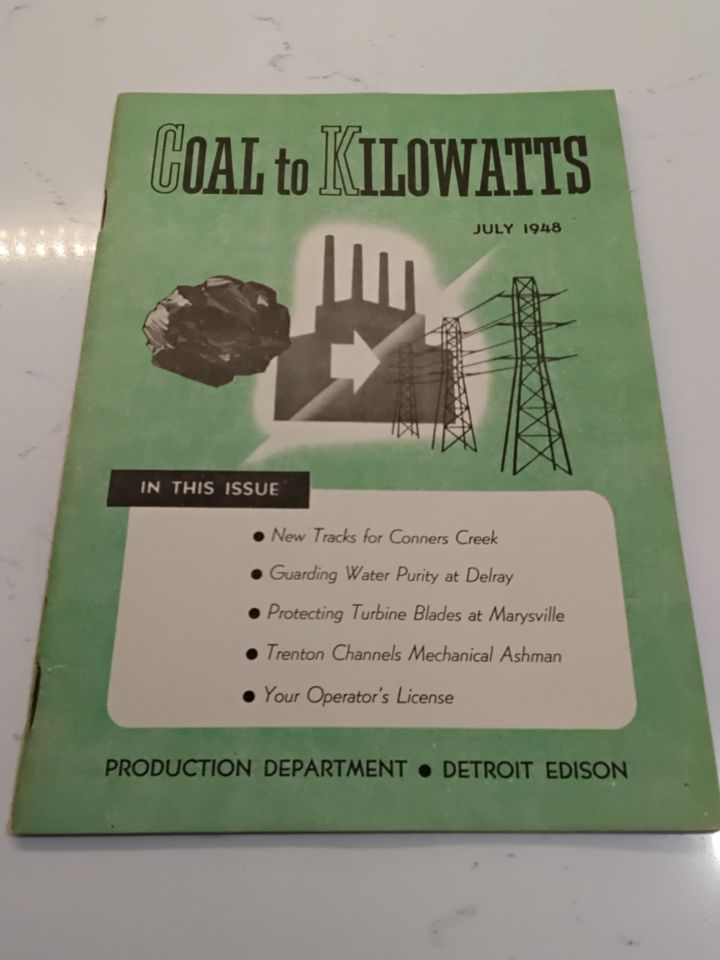 COAL to KILOWATTS
JULY 1948
IN THIS ISSUE
● New Tracks for Conners Creek
● Guarding Water Purity at Delray
● Protecting Turbine Blades at Marysville
● Trenton Channels Mechanical Ashman
● Your Operator's License
PRODUCTION DEPARTMENT ● DETROIT EDISON